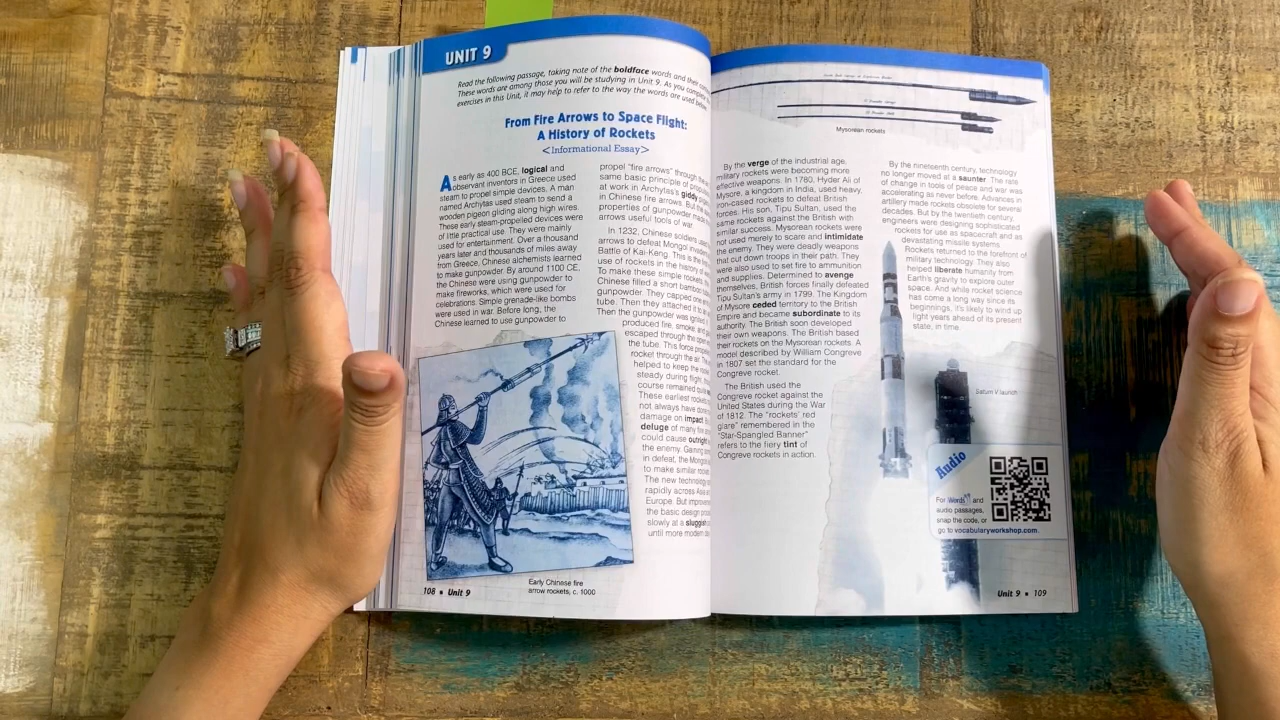 UNIT 9
Read the following passage, taking note of the boldface words and their
These words are among those you will be studying in Unit 9. As you
exercises in this Unit, it may help to refer to the way the words are used
From Fire Arrows to Space Flight:
A History of Rockets
<Informational Essay>
As early as 400 BCE, logical and
observant inventors in Greece used
steam to propel simple devices. A man
named Archytas used steam to send a
wooden pigeon gliding along high wires.
These early steam-propelled devices were
of little practical use. They were mainly
used for entertainment. Over a thousand
years later and thousands of miles away
from Greece, Chinese alchemists learned
to make gunpowder. By around 1100 CE,
the Chinese were using gunpowder to
make fireworks, which were used for
celebrations. Simple grenade-like bombs
were used in war. Before long, the
Chinese learned to use gunpowder to
propel "fire arrows" through the
same basic principle of
at work in Archytas's giddy
in Chinese fire arrows. But the
properties of gunpowder made
arrows useful tools of war.
In 1232, Chinese soldiers used
arrows to defeat Mongol
Battle of Kai-Keng. This is the
use of rockets in the history of
To make these simple rockets, the
Chinese filled a short bamboo
gunpowder. They capped one
tube. Then they attached it to
Then the gunpowder was
produced fire, smoke, and
escaped through the open
the tube. This force
rocket through the air. The
helped to keep the
steady during flight,
course remained quite
These earliest rockets
not always have
damage on impact. But
deluge of many fire
could cause outright
the enemy. Gaining
in defeat, the Mongols
to make similar
The new technology
rapidly across Asia
Europe. But
the basic design
slowly at a sluggish
until more modern
Early Chinese fire
arrow rockets, c. 1000
108 ■ Unit 9
Mysorean rockets
By the verge of the industrial age,
military rockets were becoming more
effective weapons. In 1780, Hyder Ali of
Mysore, a kingdom in India, used heavy,
iron-cased rockets to defeat British
forces. His son, Tipu Sultan, used the
same rockets against the British with
similar success. Mysorean rockets were
not used merely to scare and intimidate
the enemy. They were deadly weapons
that cut down troops in their path. They
were also used to set fire to ammunition
and supplies. Determined to avenge
themselves, British forces finally defeated
Tipu Sultan's army in 1799. The Kingdom
of Mysore ceded territory to the British
Empire and became subordinate to its
authority. The British soon developed
their own weapons. The British based
their rockets on the Mysorean rockets. A
model described by William Congreve
in 1807 set the standard for the
Congreve rocket.
The British used the
Congreve rocket against the
United States during the War
of 1812. The "rockets' red
glare" remembered in the
"Star-Spangled Banner"
refers to the fiery tint of
Congreve rockets in action.
By the nineteenth century, technology
no longer moved at a saunter. The rate
of change in tools of peace and war was
accelerating as never before. Advances in
artillery made rockets obsolete for several
decades. But by the twentieth century,
engineers were designing sophisticated
rockets for use as spacecraft and as
devastating missile systems.
Rockets returned to the forefront of
military technology. They also
helped liberate humanity from
Earth's gravity to explore outer
space. And while rocket science
has come a long way since its
beginnings, it's likely to wind up
light years ahead of its present
state, in time.
Saturn V launch
Audio
For iWords and
audio passages,
snap the code, or
go to vocabularyworkshop.com.
Unit 9 ■ 109